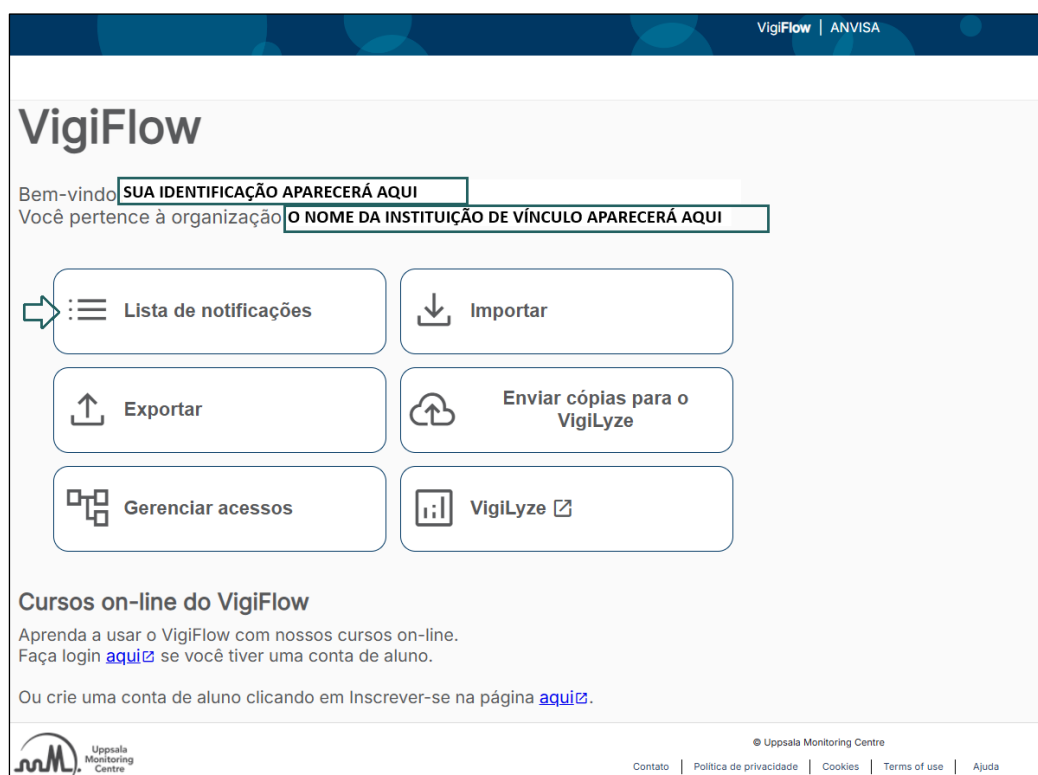 VigiFlow | ANVISA
VigiFlow
Bem-vindo SUA IDENTIFICAÇÃO APARECERÁ AQUI
Você pertence à organização O NOME DA INSTITUIÇÃO DE VÍNCULO APARECERÁ AQUI
Lista de notificações
Importar
Exportar
Enviar cópias para o
VigiLyze
Gerenciar acessos
VigiLyze
Cursos on-line do VigiFlow
Aprenda a usar o VigiFlow com nossos cursos on-line.
Faça login aqui se você tiver uma conta de aluno.
Ou crie uma conta de aluno clicando em Inscrever-se na página aqui.
Uppsala
Monitoring
Centre
© Uppsala Monitoring Centre
Contato | Política de privacidade | Cookies | Terms of use | Ajuda